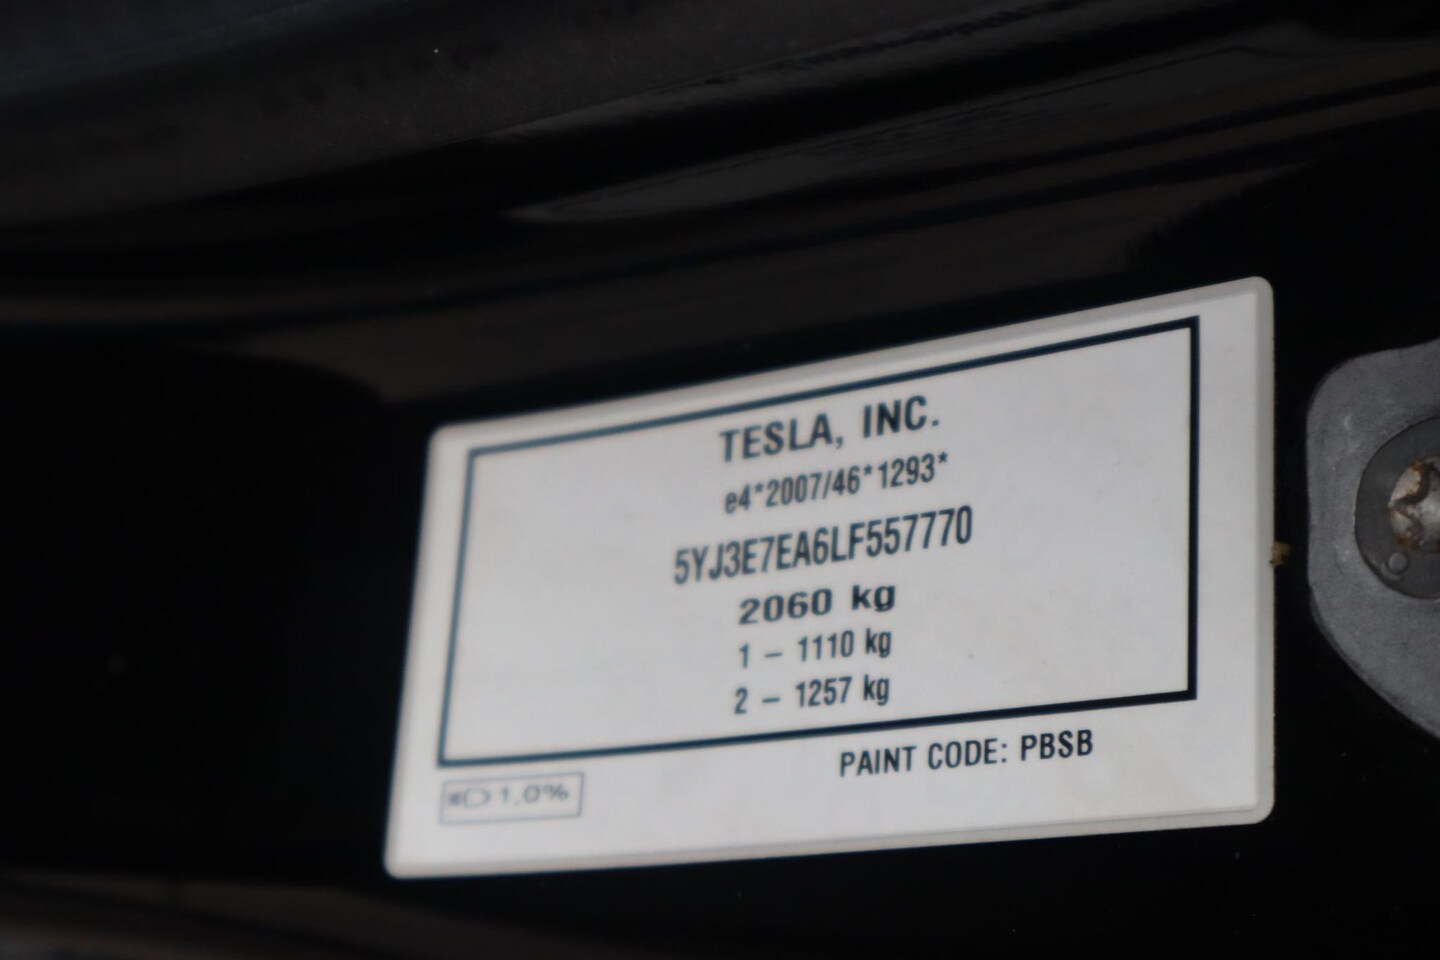 TESLA, INC.
e4*2007/46*1293*
5YJ3E7EA6LF557770
2060 kg
1 – 1110 kg
2 – 1257 kg
PAINT CODE: PBSB
1.0%